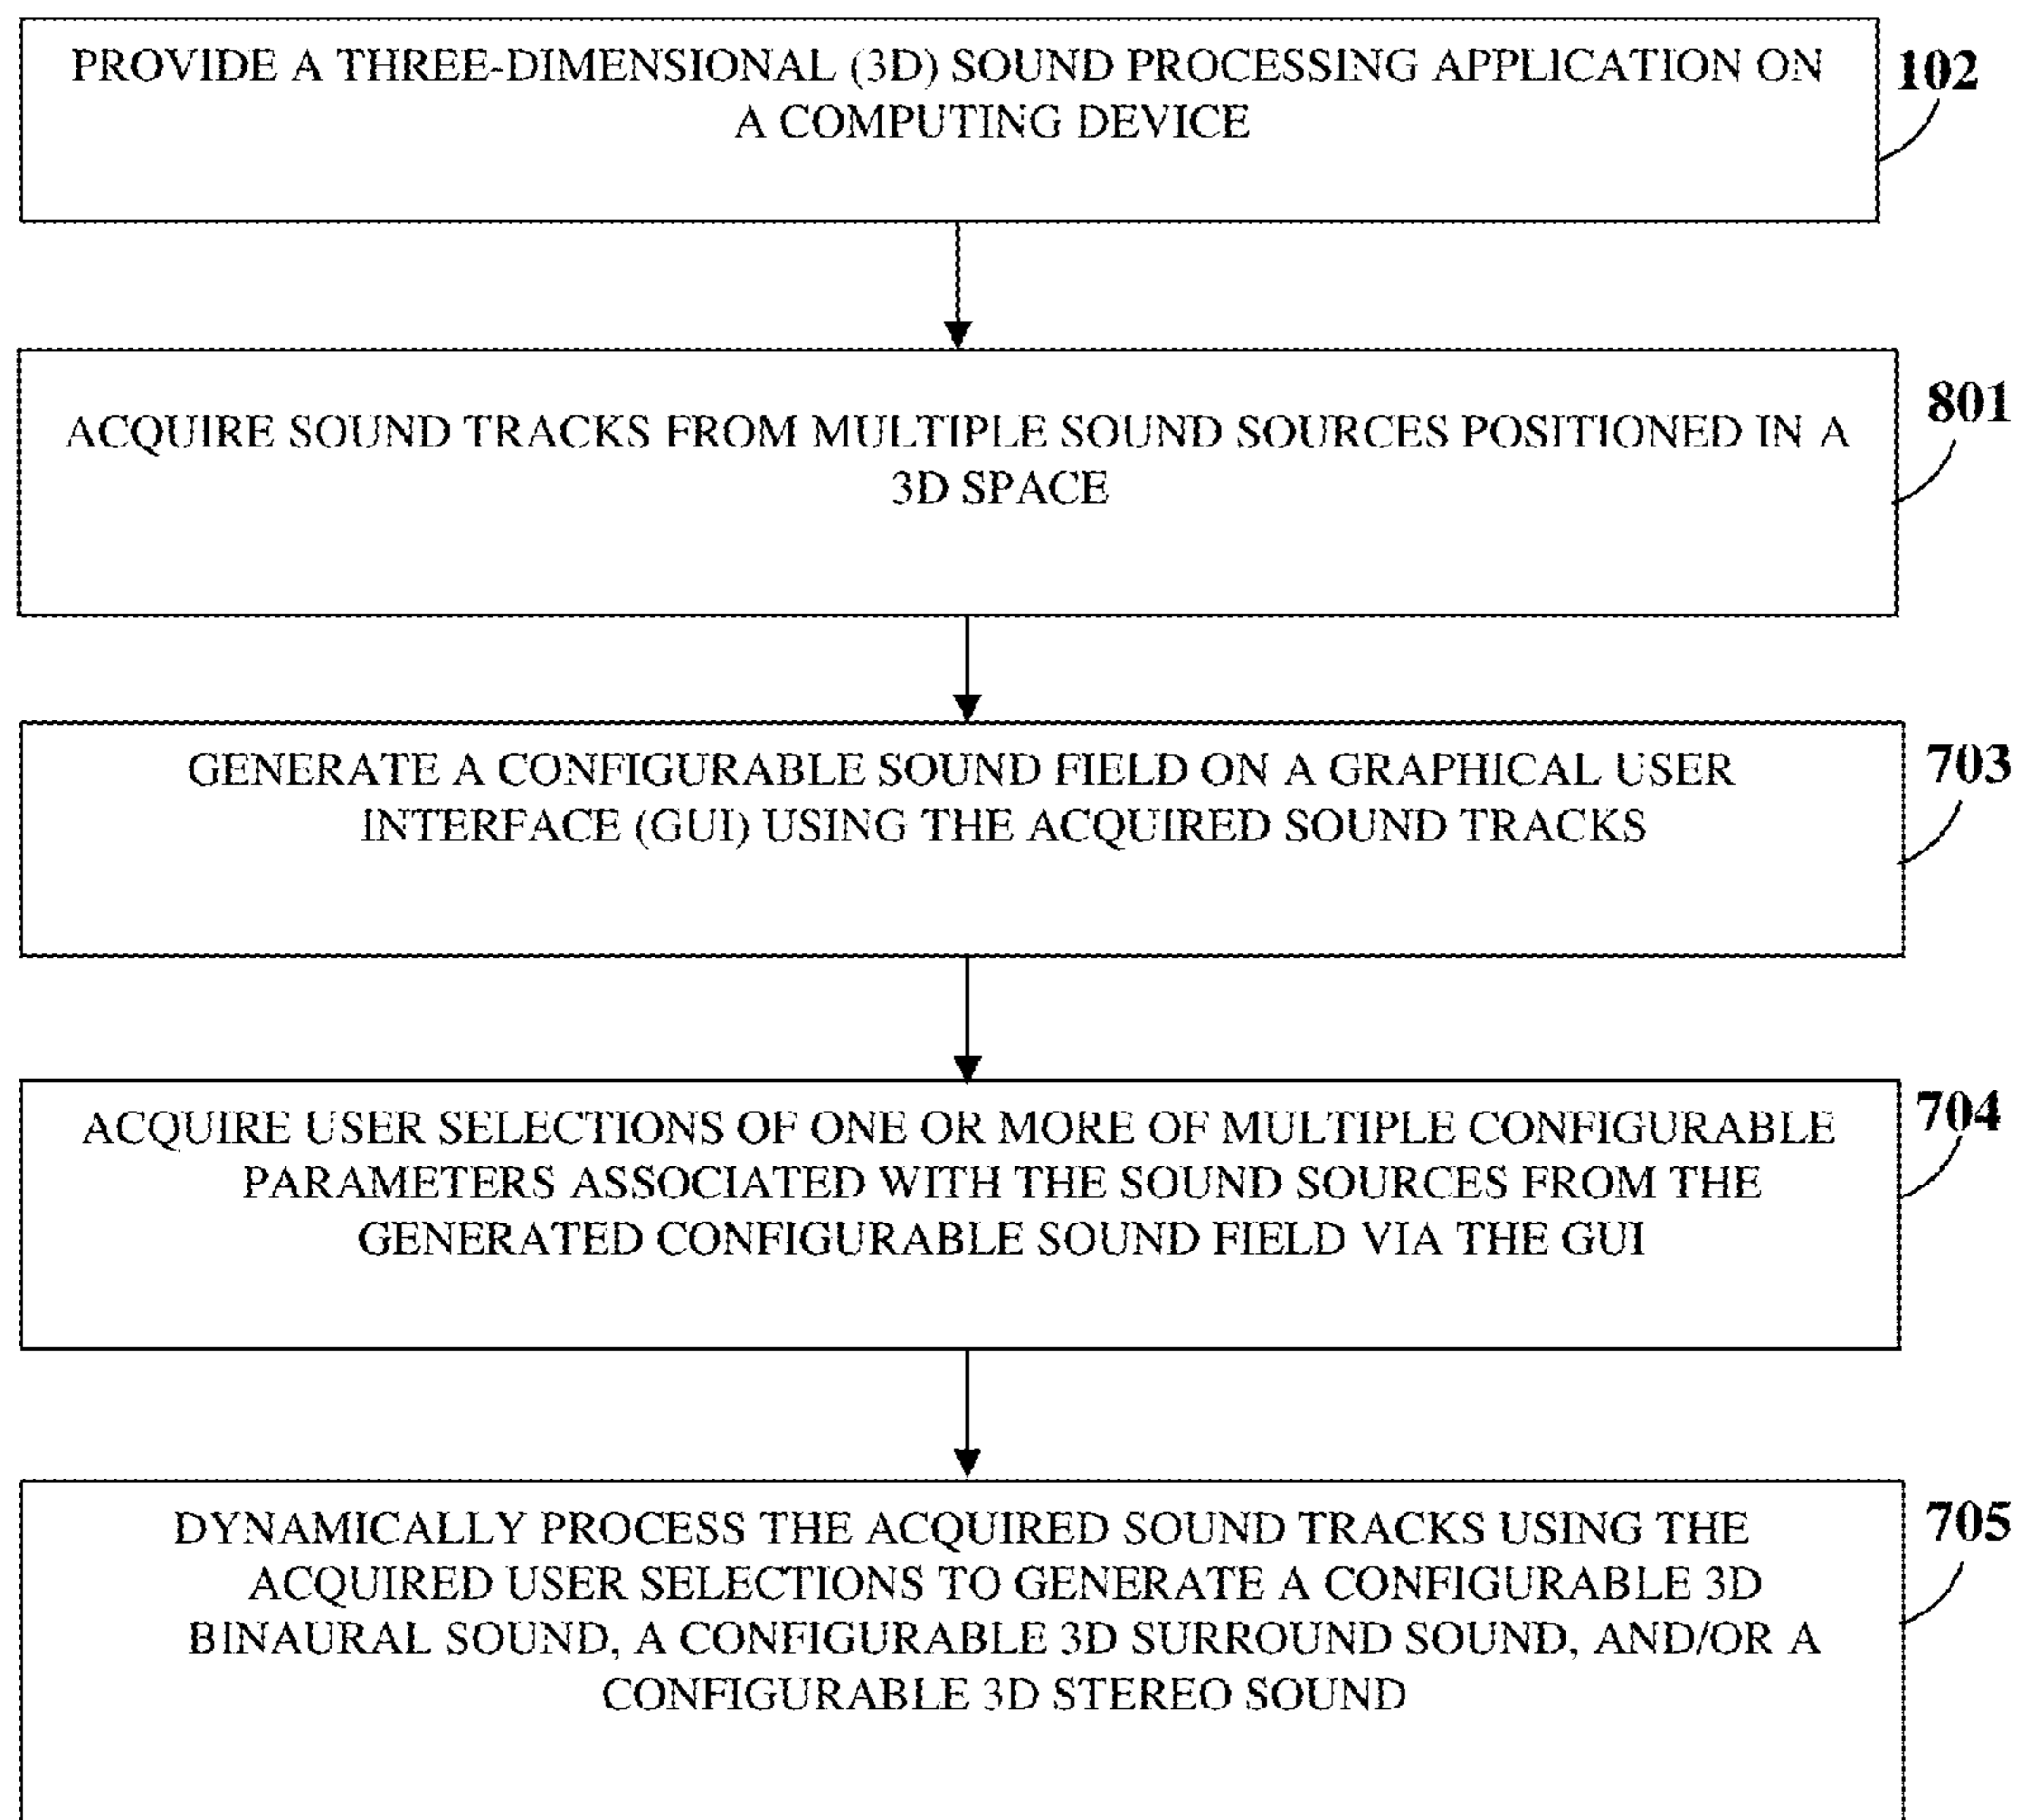 PROVIDE A THREE-DIMENSIONAL (3D) SOUND PROCESSING APPLICATION ON
A COMPUTING DEVICE
102
ACQUIRE SOUND TRACKS FROM MULTIPLE SOUND SOURCES POSITIONED IN A
3D SPACE
801
GENERATE A CONFIGURABLE SOUND FIELD ON A GRAPHICAL USER
INTERFACE (GUI) USING THE ACQUIRED SOUND TRACKS
703
ACQUIRE USER SELECTIONS OF ONE OR MORE OF MULTIPLE CONFIGURABLE
PARAMETERS ASSOCIATED WITH THE SOUND SOURCES FROM THE
GENERATED CONFIGURABLE SOUND FIELD VIA THE GUI
704
DYNAMICALLY PROCESS THE ACQUIRED SOUND TRACKS USING THE
ACQUIRED USER SELECTIONS TO GENERATE A CONFIGURABLE 3D
BINAURAL SOUND, A CONFIGURABLE 3D SURROUND SOUND, AND/OR A
CONFIGURABLE 3D STEREO SOUND
705